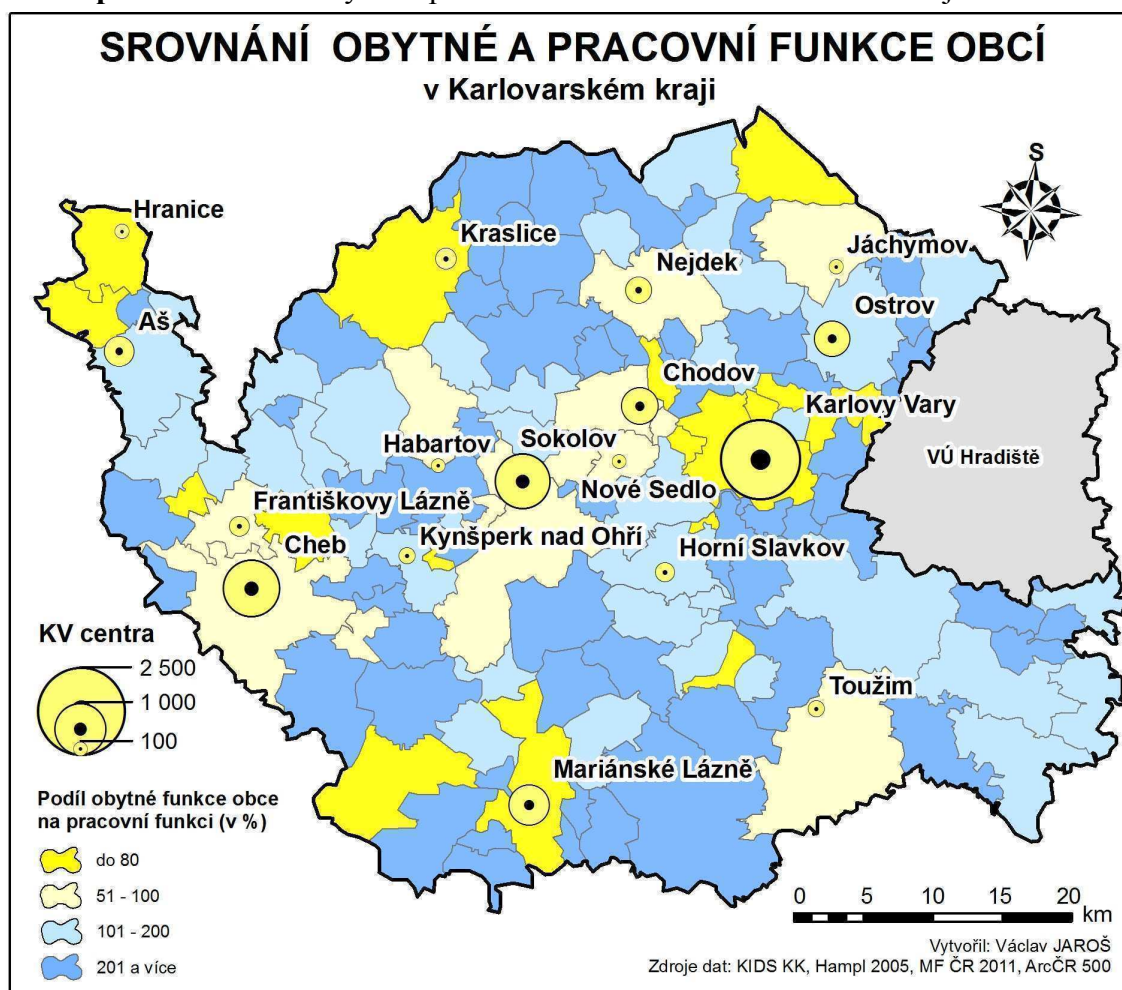 SROVNÁNÍ OBYTNÉ A PRACOVNÍ FUNKCE OBCÍ
v Karlovarském kraji
S
Hranice
Kraslice
Nejdek
Jáchymov
Ostrov
Aš
Chodov
Karlovy Vary
Habartov
Sokolov
VÚ Hradiště
Františkovy Lázně
Nové Sedlo
Cheb
Kynšperk nad Ohří
Horní Slavkov
KV centra
2 500
1 000
100
Toužim
Mariánské Lázně
Podíl obytné funkce obce
na pracovní funkci (v %)
do 80
51 - 100
101 - 200
201 a více
0 5 10 15 20
km
Vytvořil: Václav JAROŠ
Zdroje dat: KIDS KK, Hampl 2005, MF ČR 2011, ArcČR 500